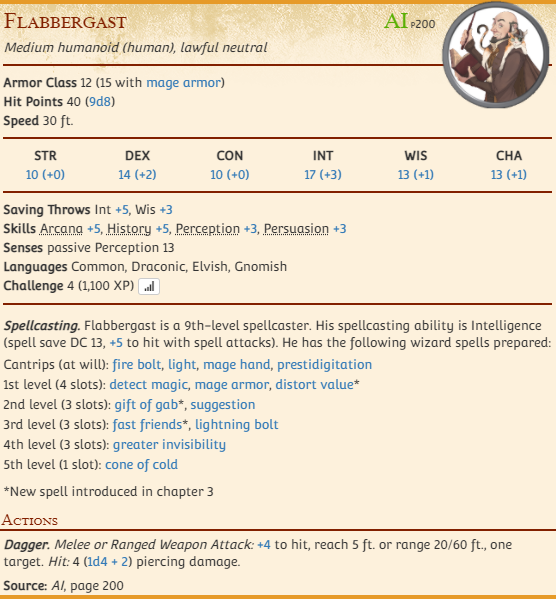 Flabbergast AI P200
Medium humanoid (human), lawful neutral
Armor Class 12 (15 with mage armor)
Hit Points 40 (9d8)
Speed 30 ft.
STR DEX CON INT WIS CHA
10 (+0) 14 (+2) 10 (+0) 17 (+3) 13 (+1) 13 (+1)
Saving Throws Int +5, Wis +3
Skills Arcana +5, History +5, Perception +3, Persuasion +3
Senses passive Perception 13
Languages Common, Draconic, Elvish, Gnomish
Challenge 4 (1,100 XP)
Spellcasting. Flabbergast is a 9th-level spellcaster. His spellcasting ability is Intelligence
(spell save DC 13, +5 to hit with spell attacks). He has the following wizard spells prepared:
Cantrips (at will): fire bolt, light, mage hand, prestidigitation
1st level (4 slots): detect magic, mage armor, distort value*
2nd level (3 slots): gift of gab*, suggestion
3rd level (3 slots): fast friends*, lightning bolt
4th level (3 slots): greater invisibility
5th level (1 slot): cone of cold
*New spell introduced in chapter 3
Actions
Dagger. Melee or Ranged Weapon Attack: +4 to hit, reach 5 ft. or range 20/60 ft., one
target. Hit: 4 (1d4 + 2) piercing damage.
Source: AI, page 200